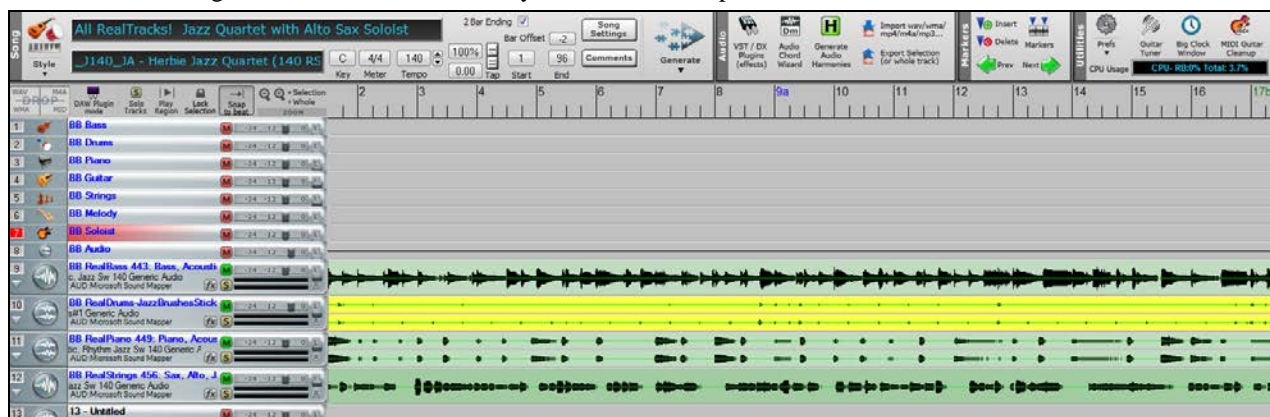 Song
Style
All RealTracks! Jazz Quartet with Alto Sax Soloist
_J140_JA - Herbie Jazz Quartet (140 RS
2 Bar Ending
Bar Offset -2
Song Settings
C 4/4 140 100% 0.00 1 96 Comments
Key Meter Tempo Tap Start End
Generate
Audio
VST / DX Plugins (effects)
Audio Chord Wizard
Generate Audio Harmonies
Import wav/wma/mp4/m4a/mp3...
Export Selection (or whole track)
Markers
Insert
Delete
Markers
Prev Next
Utilities
Prefs
Guitar Tuner
Big Clock Window
MIDI Guitar Cleanup
CPU Usage CPU- RB:0% Total: 3.7%
WAV M4A
-DROP-
WMA MID
DAW Plugin mode
Solo Tracks
Play Region
Lock Selection
Snap to beat
+ Selection
+ Whole
zoom
2 3 4 5 6 7 8 9a 10 11 12 13 14 15 16 17b
1 BB Bass
2 BB Drums
3 BB Piano
4 BB Guitar
5 BB Strings
6 BB Melody
7 BB Soloist
8 BB Audio
9 BB RealBass 443: Bass, Acousti
c, Jazz Sw 140 Generic Audio
AUD Microsoft Sound Mapper fx S
10 BB RealDrums-JazzBrushesStick
s#1 Generic Audio
AUD Microsoft Sound Mapper fx S
11 BB RealPiano 449: Piano, Acous
tic, Rhythm Jazz Sw 140 Generic A
AUD Microsoft Sound Mapper fx S
12 BB RealStrings 456: Sax, Alto, J
azz Sw 140 Generic Audio
AUD Microsoft Sound Mapper fx S
13 13 - Untitled